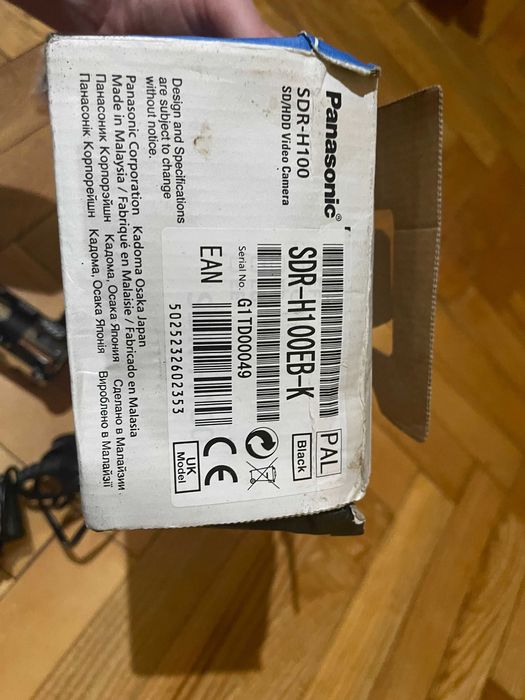 Panasonic®
SDR-H100
SD/HDD Video Camera
Design and Specifications
are subject to change
without notice.
Panasonic Corporation Kadoma Osaka Japan
Made in Malaysia / Fabriqué en Malaisie / Fabricado en Malasia
Панасоник Корпорэйшн Кадома, Осака Япония Сделано в Малайзии
Панасонік Корпорейшн Кадома, Осака Японія Вироблено в Малайзії
SDR-H100EB-K
PAL
Black
Serial No. G1TD00049
EAN
5025232602353
CE
UK
Model